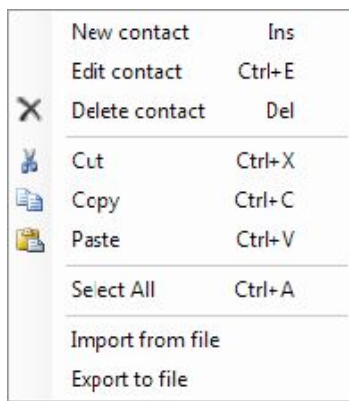 New contact Ins
Edit contact Ctrl+E
Delete contact Del
Cut Ctrl+X
Copy Ctrl+C
Paste Ctrl+V
Select All Ctrl+A
Import from file
Export to file